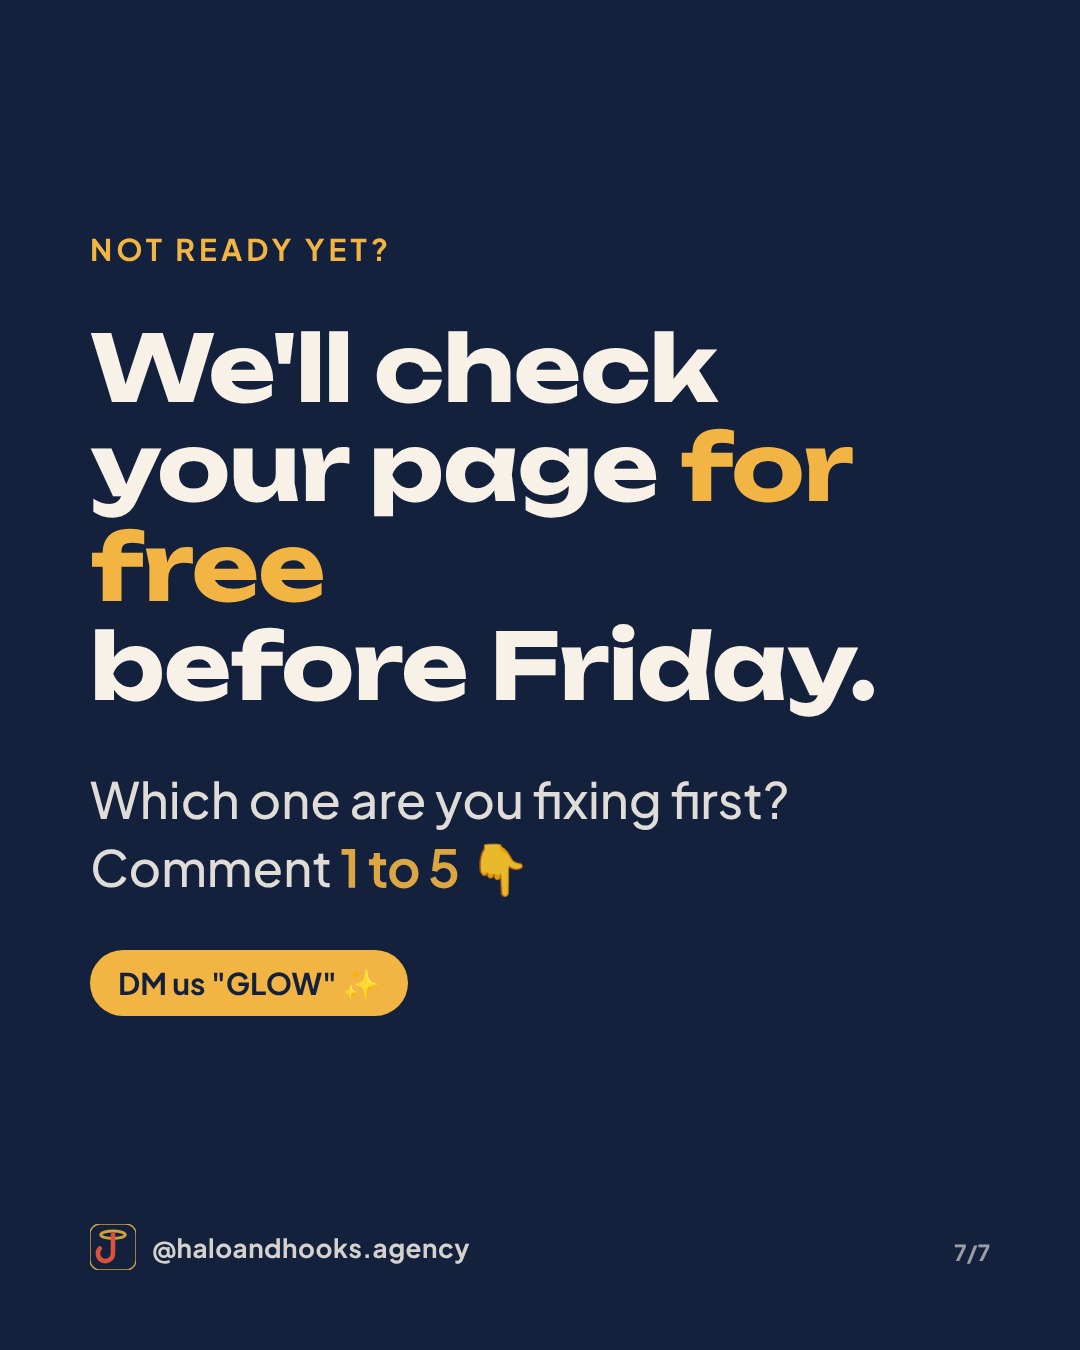 NOT READY YET?
We'll check
your page for
free
before Friday.
Which one are you fixing first?
Comment 1 to 5 👇
DM us "GLOW" ✨
@haloandhooks.agency
7/7